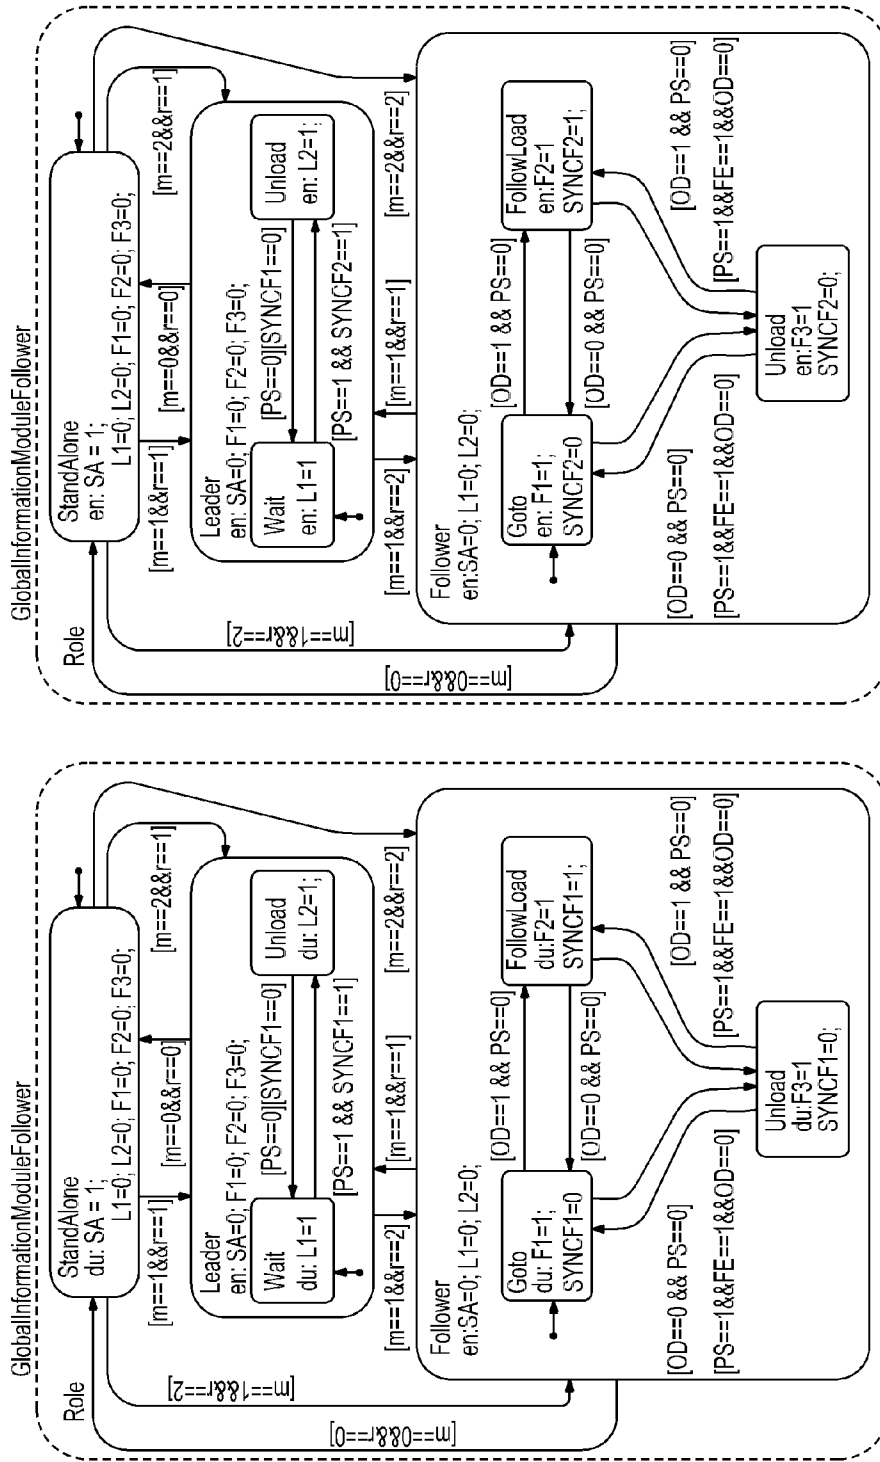 GlobalInformationModuleFollower
Role
StandAlone
du: SA = 1;
L1=0; L2=0; F1=0; F2=0; F3=0;
[m==1&&r==1]
[m==0&&r==0]
[m==2&&r==1]
[m==1&&r==2]
[m==0&&r==0]
Leader
en: SA=0; F1=0; F2=0; F3=0;
Wait
du: L1=1
[PS==0][SYNCF1==0]
[PS==1 && SYNCF1==1]
Unload
du: L2=1;
[m==1&&r==2]
[m==1&&r==1]
[m==2&&r==2]
Follower
en:SA=0; L1=0; L2=0;
Goto
du: F1=1;
SYNCF1=0
[OD==1 && PS==0]
[OD==0 && PS==0]
FollowLoad
du:F2=1
SYNCF1=1;
[OD==0 && PS==0]
[PS==1&&FE==1&&OD==0]
[OD==1 && PS==0]
[PS==1&&FE==1&&OD==0]
Unload
du:F3=1
SYNCF1=0;
GlobalInformationModuleFollower
Role
StandAlone
en: SA = 1;
L1=0; L2=0; F1=0; F2=0; F3=0;
[m==1&&r==1]
[m==0&&r==0]
[m==2&&r==1]
[m==1&&r==2]
[m==0&&r==0]
Leader
en: SA=0; F1=0; F2=0; F3=0;
Wait
en: L1=1
[PS==0][SYNCF1==0]
[PS==1 && SYNCF2==1]
Unload
en: L2=1;
[m==1&&r==2]
[m==1&&r==1]
[m==2&&r==2]
Follower
en:SA=0; L1=0; L2=0;
Goto
en: F1=1;
SYNCF2=0
[OD==1 && PS==0]
[OD==0 && PS==0]
FollowLoad
en:F2=1
SYNCF2=1;
[OD==0 && PS==0]
[PS==1&&FE==1&&OD==0]
[OD==1 && PS==0]
[PS==1&&FE==1&&OD==0]
Unload
en:F3=1
SYNCF2=0;